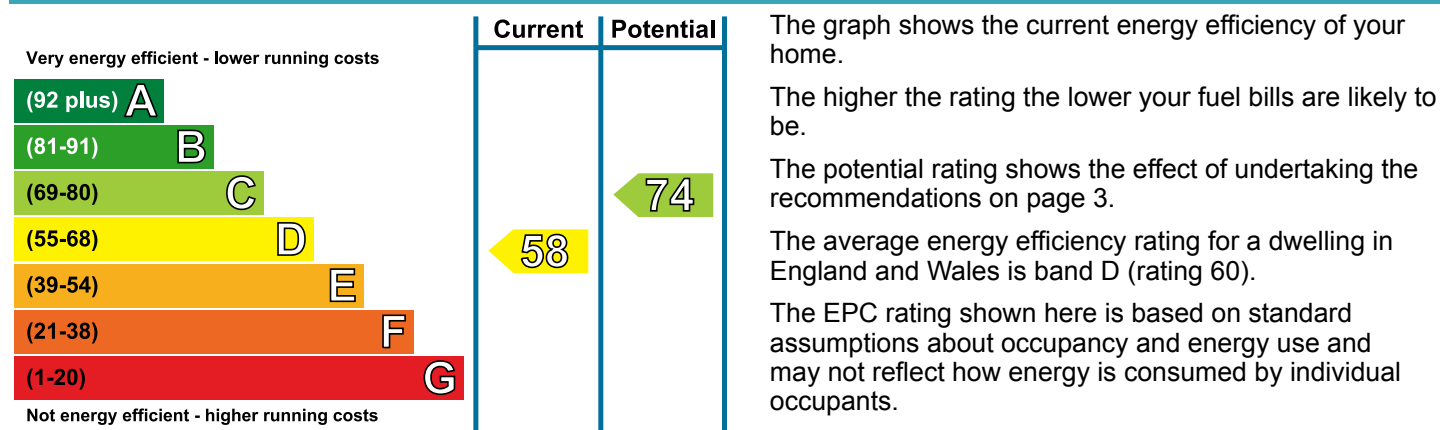 Current Potential
Very energy efficient - lower running costs
(92 plus) A
(81-91) B
(69-80) C
74
(55-68) D
58
(39-54) E
(21-38) F
(1-20) G
Not energy efficient - higher running costs
The graph shows the current energy efficiency of your
home.
The higher the rating the lower your fuel bills are likely to
be.
The potential rating shows the effect of undertaking the
recommendations on page 3.
The average energy efficiency rating for a dwelling in
England and Wales is band D (rating 60).
The EPC rating shown here is based on standard
assumptions about occupancy and energy use and
may not reflect how energy is consumed by individual
occupants.